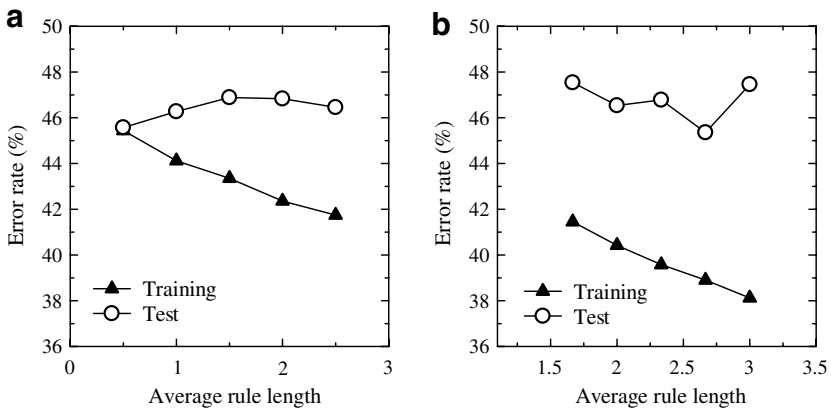 a
50
48
46
44
42
40
38
36
Error rate (%)
Training
Test
0
1
2
3
Average rule length
b
50
48
46
44
42
40
38
36
Error rate (%)
Training
Test
1.5
2
2.5
3
3.5
Average rule length